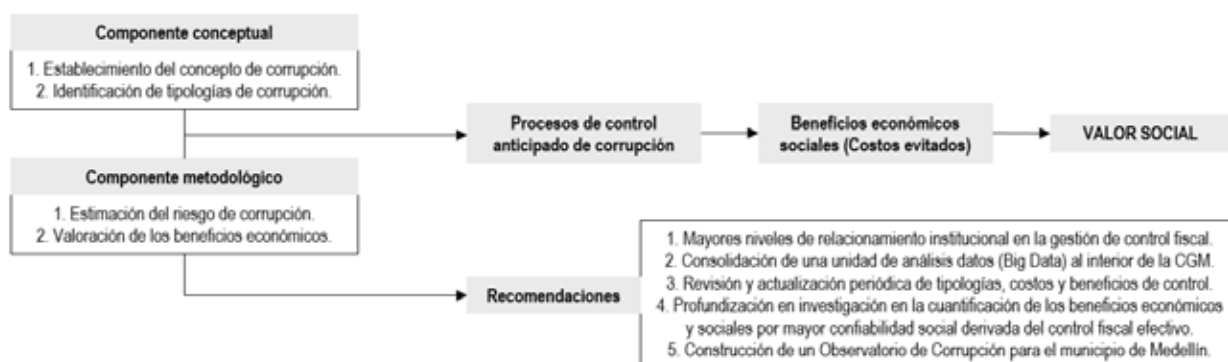 Componente conceptual
1. Establecimiento del concepto de corrupción.
2. Identificación de tipologías de corrupción.
Procesos de control
anticipado de corrupción
Beneficios económicos
sociales (Costos evitados)
VALOR SOCIAL
Componente metodológico
1. Estimación del riesgo de corrupción.
2. Valoración de los beneficios económicos.
Recomendaciones
1. Mayores niveles de relacionamiento institucional en la gestión de control fiscal.
2. Consolidación de una unidad de análisis datos (Big Data) al interior de la CGM.
3. Revisión y actualización periódica de tipologías, costos y beneficios de control.
4. Profundización en investigación en la cuantificación de los beneficios económicos
y sociales por mayor confiabilidad social derivada del control fiscal efectivo.
5. Construcción de un Observatorio de Corrupción para el municipio de Medellín.